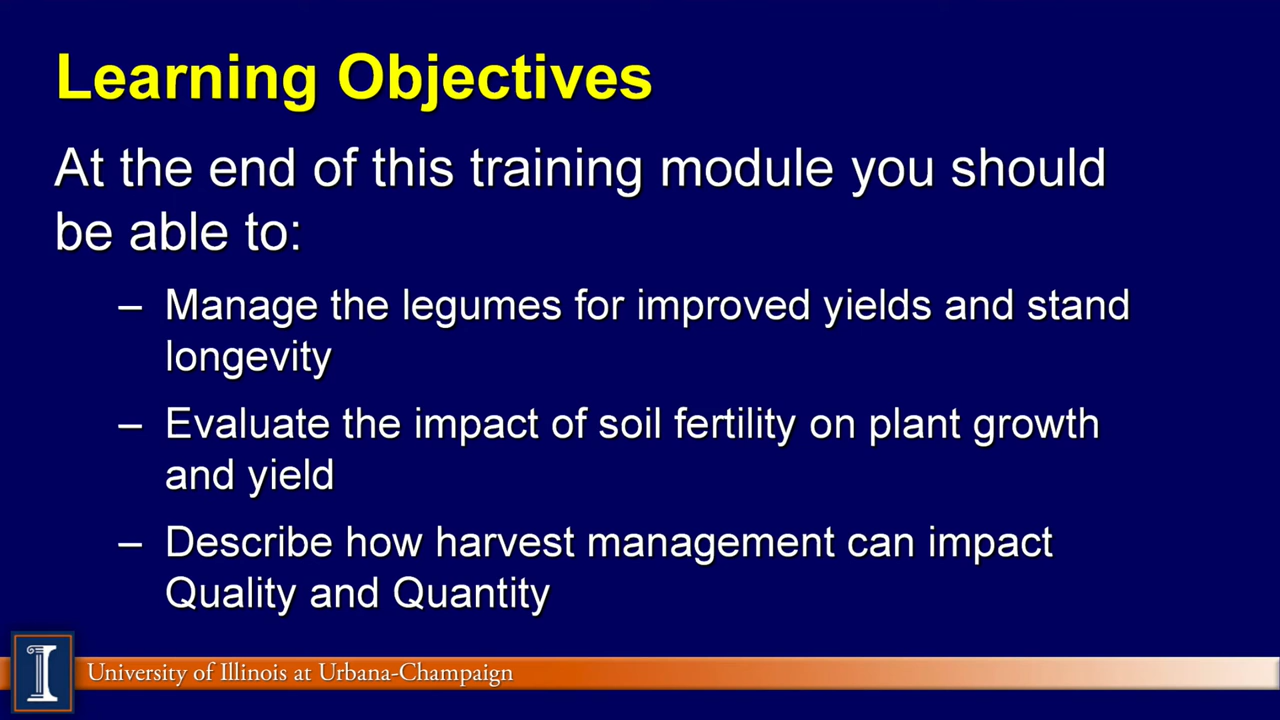 Learning Objectives
At the end of this training module you should
be able to:
– Manage the legumes for improved yields and stand
longevity
– Evaluate the impact of soil fertility on plant growth
and yield
– Describe how harvest management can impact
Quality and Quantity
I University of Illinois at Urbana-Champaign